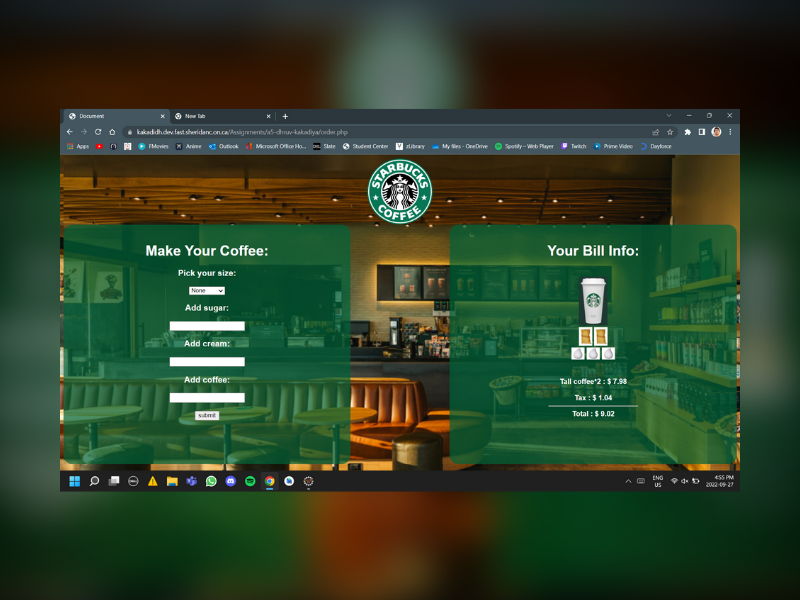 Document
New Tab
kakadidh.dev.fast.sheridanc.on.ca/Assignments/a5-dhruv-kakadiya/order.php
Apps
FMovies
Anime
Outlook
Microsoft Office Ho...
Slate
Student Center
zLibrary
My files - OneDrive
Spotify – Web Player
Twitch
Prime Video
Dayforce
STARBUCKS
COFFEE
Make Your Coffee:
Pick your size:
None
Add sugar:
Add cream:
Add coffee:
submit
Your Bill Info:
Tall coffee*2 : $ 7.98
Tax : $ 1.04
Total : $ 9.02
ENG
US
4:55 PM
2022-09-27